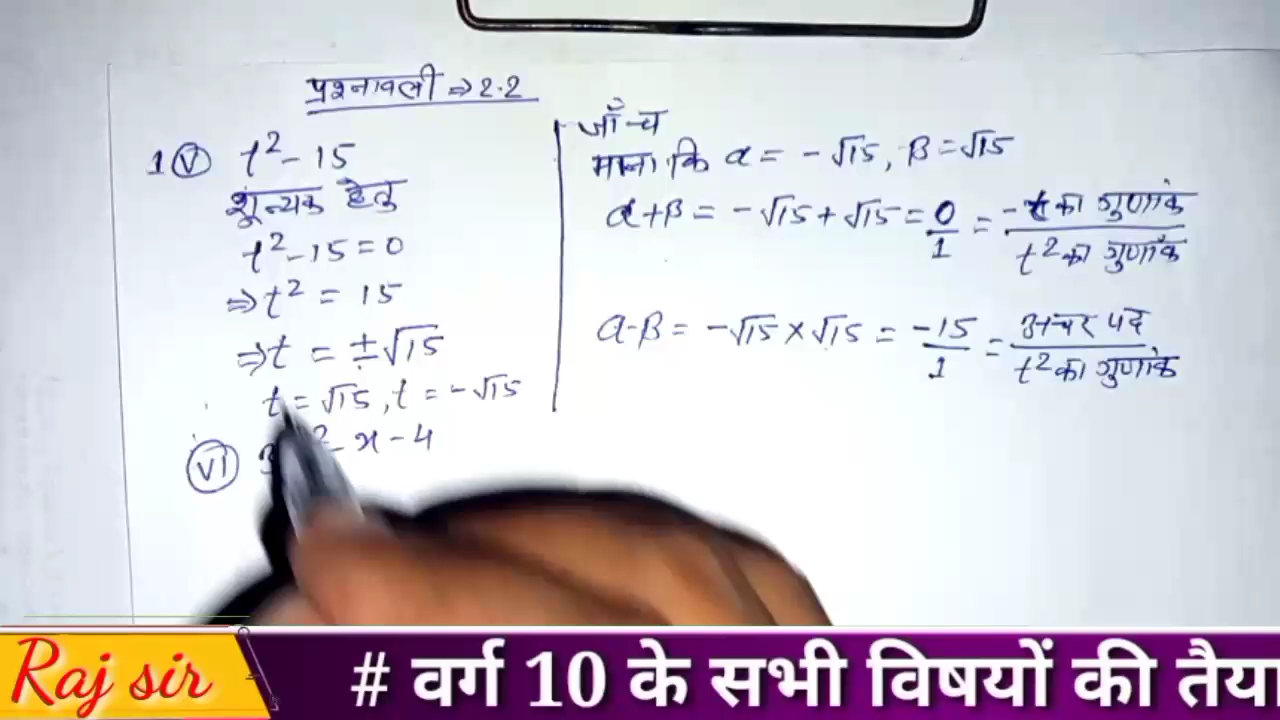 प्रश्नावली ⇒ 2.2
1 (v) t² - 15
शून्यक हेतु
t² - 15 = 0
⇒ t² = 15
⇒ t = ±√15
t = √15, t = -√15
(vi) 3 ² - x - 4
जाँच
माना कि α = -√15, β = √15
α + β = -√15 + √15 = 0/1 = -t का गुणांक / t² का गुणांक
α·β = -√15 × √15 = -15/1 = अचर पद / t² का गुणांक
Raj sir
# वर्ग 10 के सभी विषयों की तैया